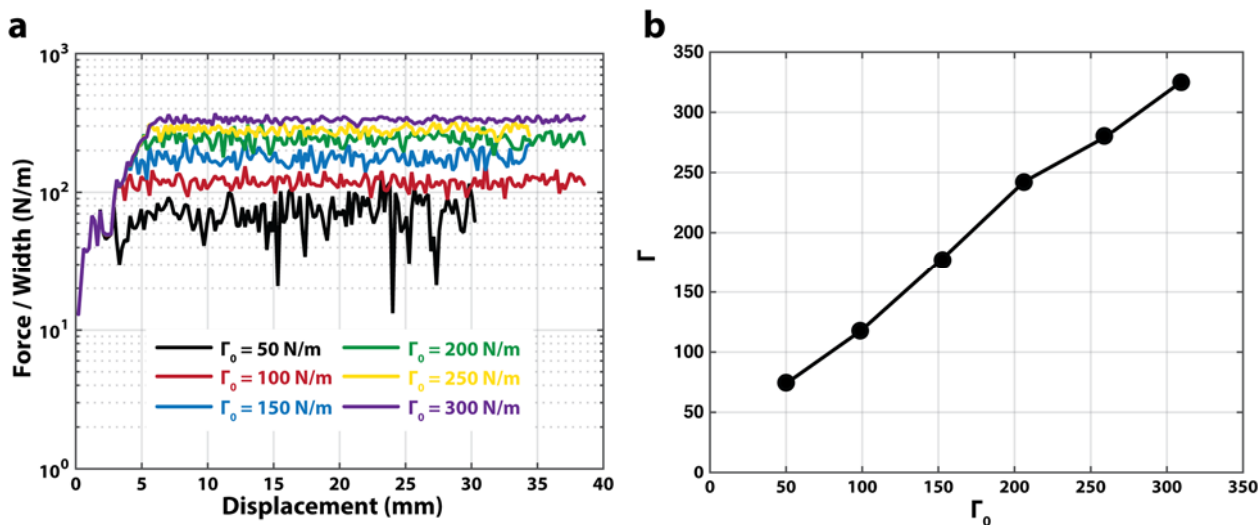 a
10³
10²
10¹
10⁰
Force / Width (N/m)
Γ₀ = 50 N/m
Γ₀ = 100 N/m
Γ₀ = 150 N/m
Γ₀ = 200 N/m
Γ₀ = 250 N/m
Γ₀ = 300 N/m
0 5 10 15 20 25 30 35 40
Displacement (mm)
b
350
300
250
200
150
100
50
0
Γ
0 50 100 150 200 250 300 350
Γ₀